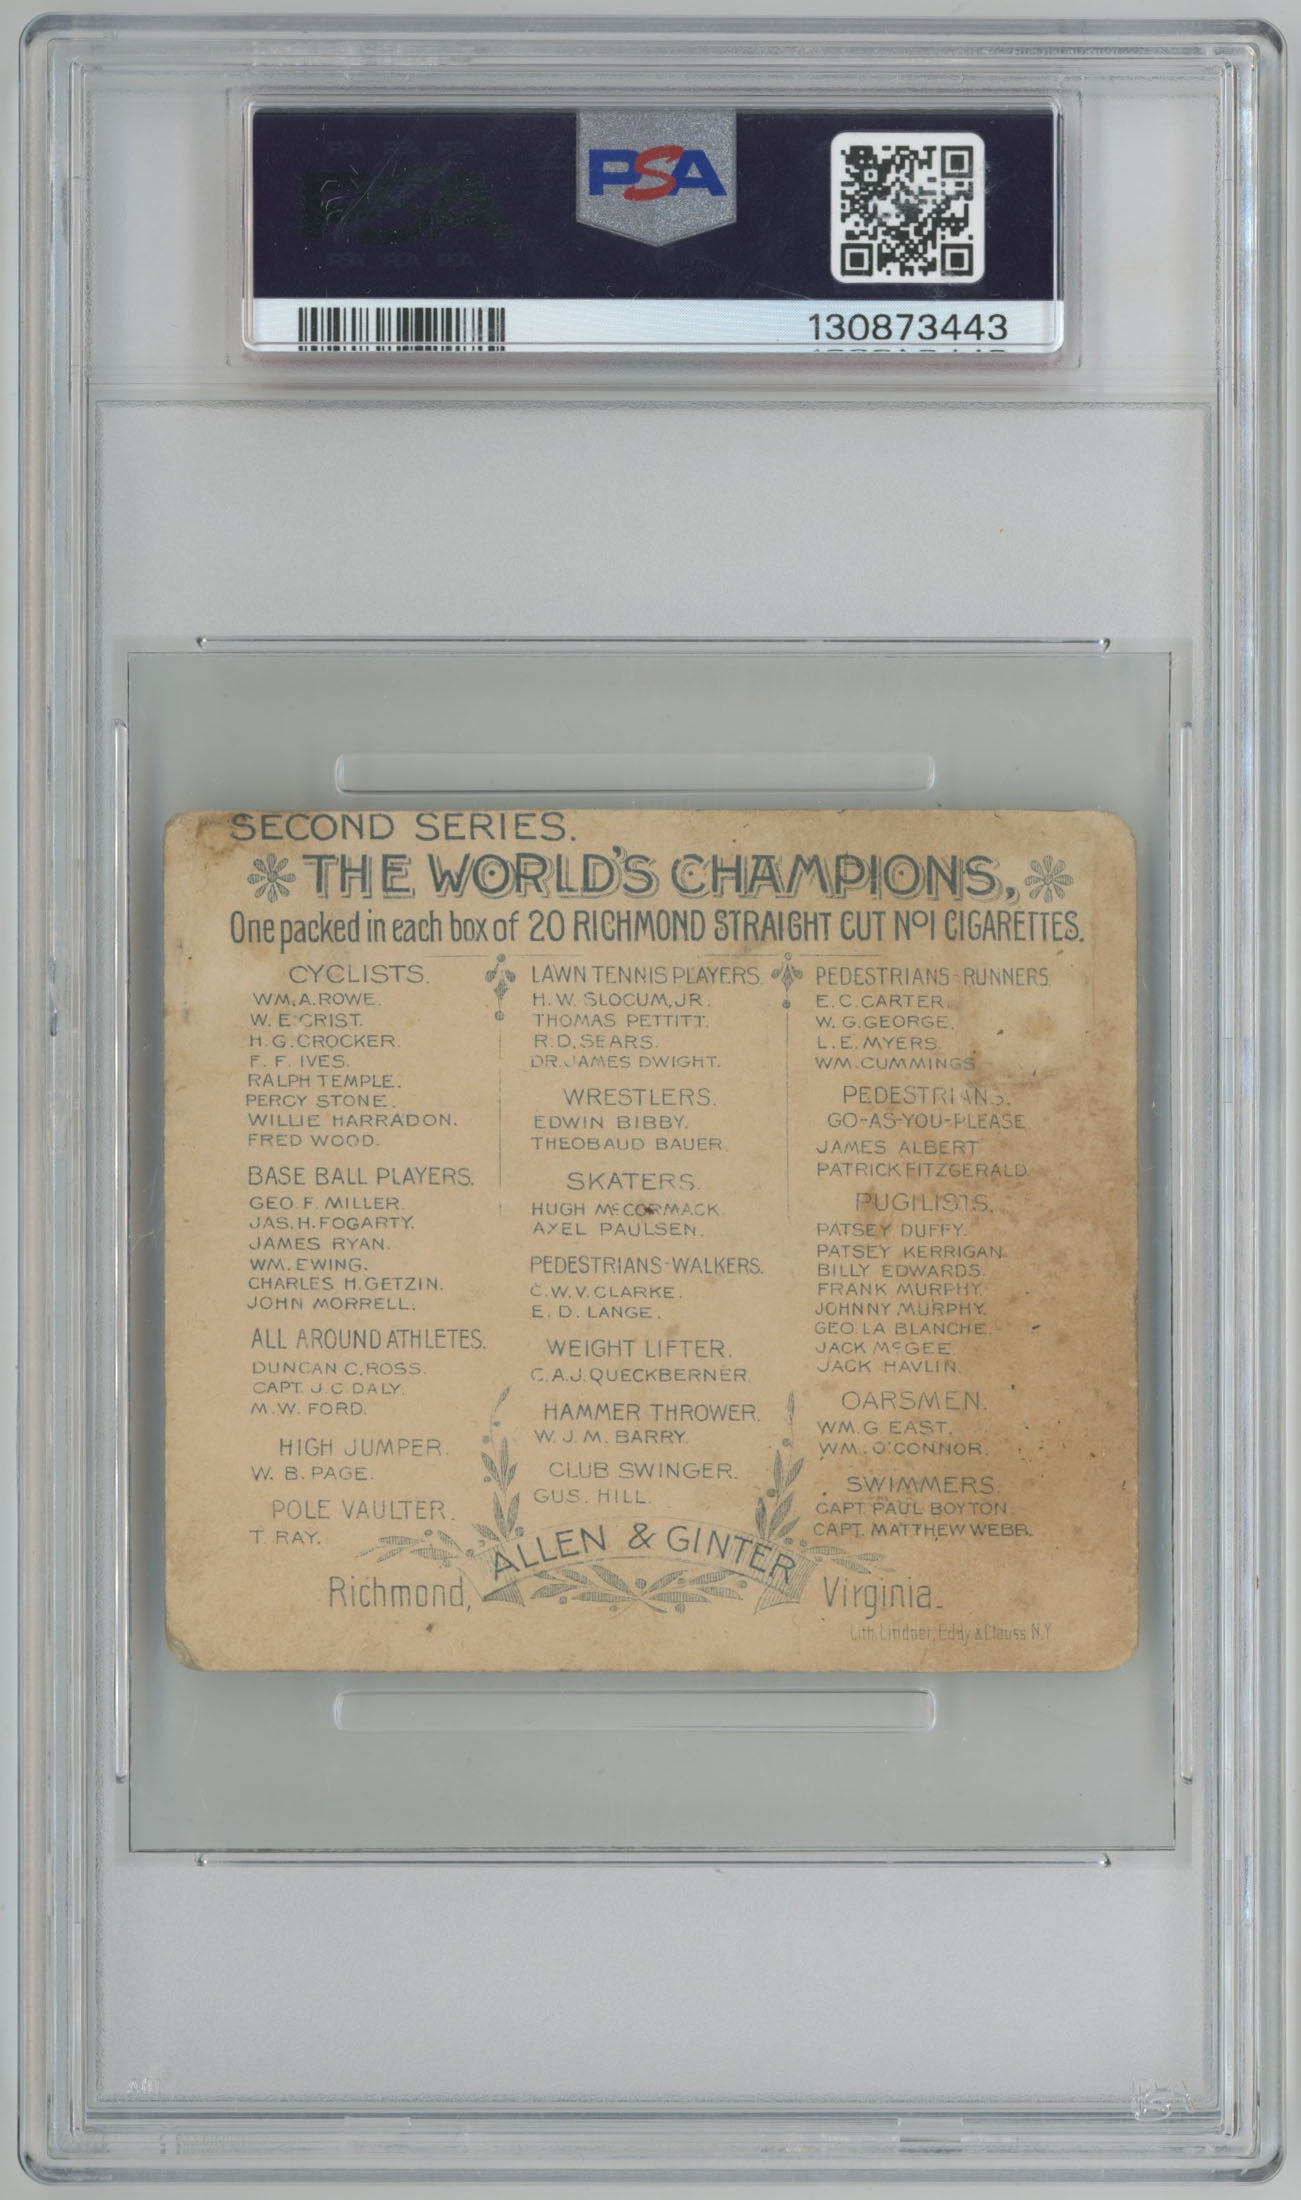 PSA
130873443
SECOND SERIES.
THE WORLD'S CHAMPIONS,
One packed in each box of 20 RICHMOND STRAIGHT CUT No1 CIGARETTES.
CYCLISTS.
WM. A. ROWE.
W. E. CRIST.
H. G. CROCKER.
F. F. IVES.
RALPH TEMPLE.
PERCY STONE.
WILLIE HARRADON.
FRED WOOD.
BASE BALL PLAYERS.
GEO. F. MILLER.
JAS. H. FOGARTY.
JAMES RYAN.
WM. EWING.
CHARLES H. GETZIN.
JOHN MORRELL.
ALL AROUND ATHLETES.
DUNCAN C. ROSS.
CAPT. J. C. DALY.
M. W. FORD.
HIGH JUMPER.
W. B. PAGE.
POLE VAULTER.
T. RAY.
LAWN TENNIS PLAYERS.
H. W. SLOCUM, JR.
THOMAS PETTITT.
R. D. SEARS.
DR. JAMES DWIGHT.
WRESTLERS.
EDWIN BIBBY.
THEOBAUD BAUER.
SKATERS.
HUGH McCORMACK.
AXEL PAULSEN.
PEDESTRIANS-WALKERS.
C. W. V. CLARKE.
E. D. LANGE.
WEIGHT LIFTER.
C. A. J. QUECKBERNER.
HAMMER THROWER.
W. J. M. BARRY.
CLUB SWINGER.
GUS. HILL.
PEDESTRIANS-RUNNERS.
E. C. CARTER.
W. G. GEORGE.
L. E. MYERS.
WM. CUMMINGS.
PEDESTRIANS.
GO-AS-YOU-PLEASE.
JAMES ALBERT
PATRICK FITZGERALD.
PUGILISTS.
PATSEY DUFFY.
PATSEY KERRIGAN.
BILLY EDWARDS.
FRANK MURPHY.
JOHNNY MURPHY.
GEO. LA BLANCHE.
JACK McGEE.
JACK HAVLIN.
OARSMEN.
WM. G. EAST.
WM. O'CONNOR.
SWIMMERS.
CAPT. PAUL BOYTON.
CAPT. MATTHEW WEBB.
ALLEN & GINTER
Richmond, Virginia.
Lith. Lindner, Eddy & Clauss N.Y.
PSA